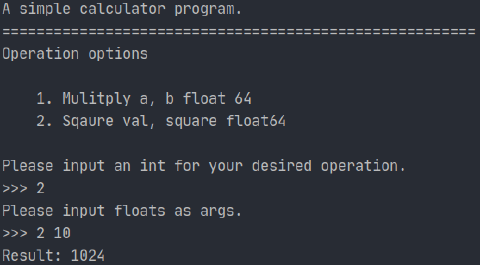 A simple calculator program.
======================================================
Operation options
1. Mulitply a, b float 64
2. Sqaure val, square float64
Please input an int for your desired operation.
>>> 2
Please input floats as args.
>>> 2 10
Result: 1024